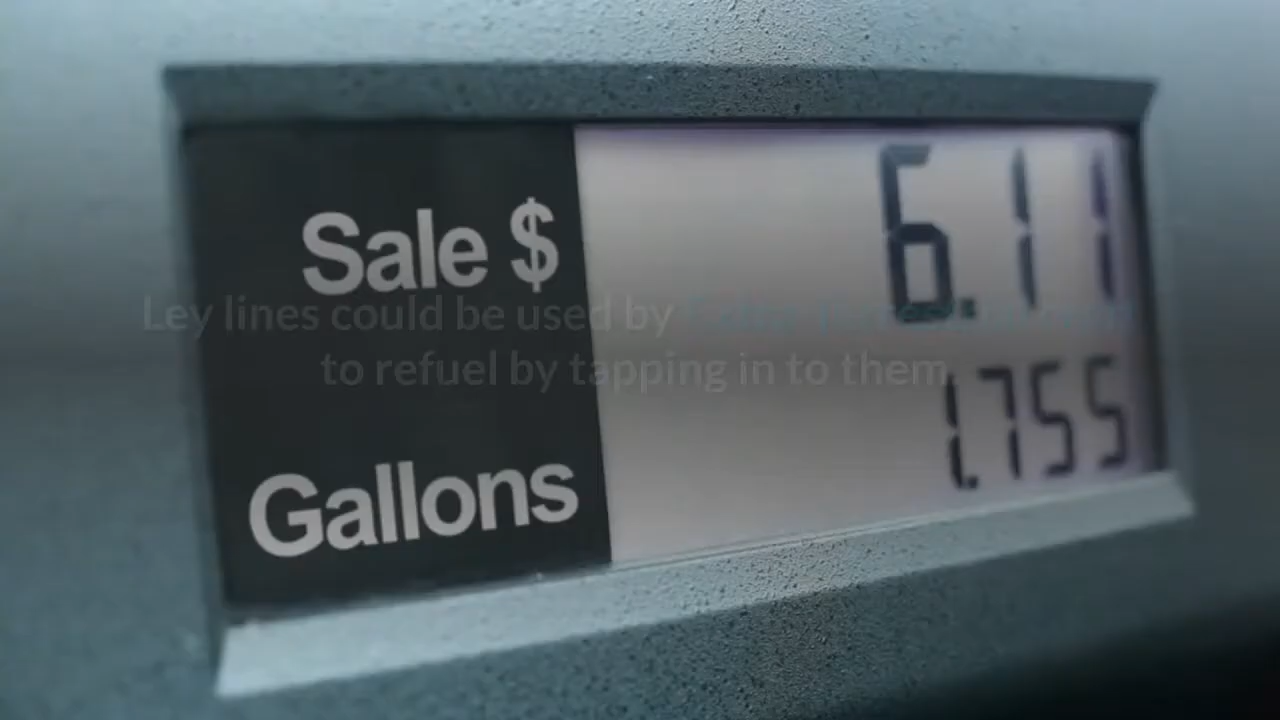 Sale $ 6.11
Ley lines could be used by
to refuel by tapping in to them
1.755
Gallons